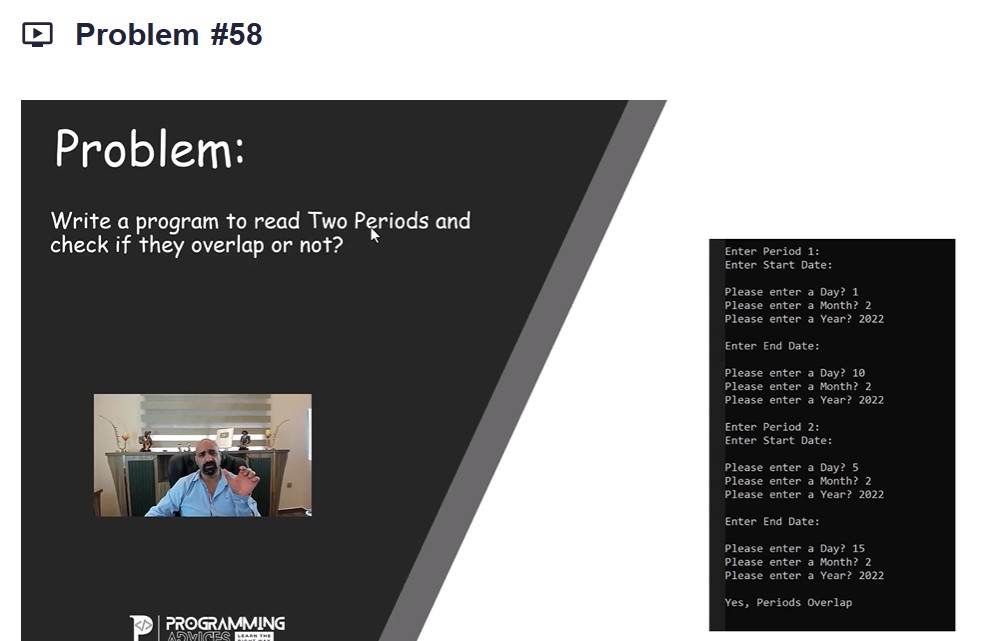 Problem #58
Problem:
Write a program to read Two Periods and
check if they overlap or not?
Enter Period 1:
Enter Start Date:
Please enter a Day? 1
Please enter a Month? 2
Please enter a Year? 2022
Enter End Date:
Please enter a Day? 10
Please enter a Month? 2
Please enter a Year? 2022
Enter Period 2:
Enter Start Date:
Please enter a Day? 5
Please enter a Month? 2
Please enter a Year? 2022
Enter End Date:
Please enter a Day? 15
Please enter a Month? 2
Please enter a Year? 2022
Yes, Periods Overlap
PROGRAMMING
ADVICES LEARN THE